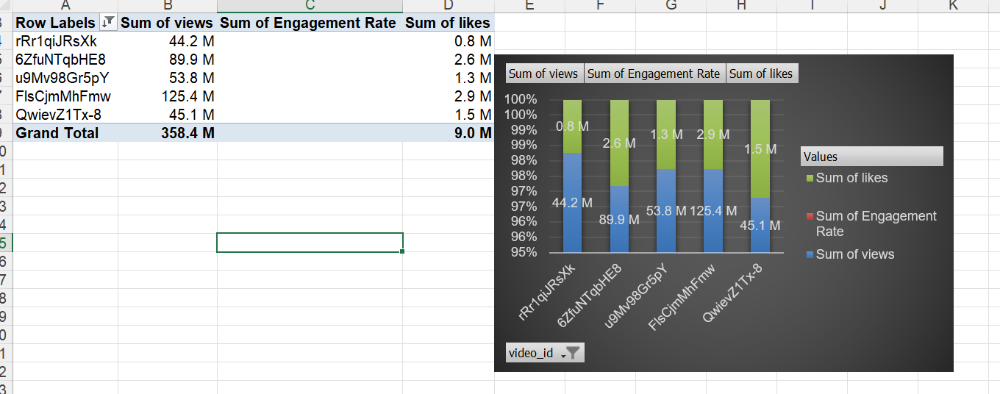 A B C D E F G H I J K
Row Labels Sum of views Sum of Engagement Rate Sum of likes
rRr1qiJRsXk 44.2 M 0.8 M
6ZfuNTqbHE8 89.9 M 2.6 M
u9Mv98Gr5pY 53.8 M 1.3 M
FlsCjmMhFmw 125.4 M 2.9 M
QwievZ1Tx-8 45.1 M 1.5 M
Grand Total 358.4 M 9.0 M
Sum of views Sum of Engagement Rate Sum of likes
100%
100%
99%
99%
98%
98%
97%
97%
96%
96%
95%
0.8 M 2.6 M 1.3 M 2.9 M 1.5 M
44.2 M 89.9 M 53.8 M 125.4 M 45.1 M
rRr1qiJRsXk
6ZfuNTqbHE8
u9Mv98Gr5pY
FlsCjmMhFmw
QwievZ1Tx-8
Values
Sum of likes
Sum of Engagement
Rate
Sum of views
video_id